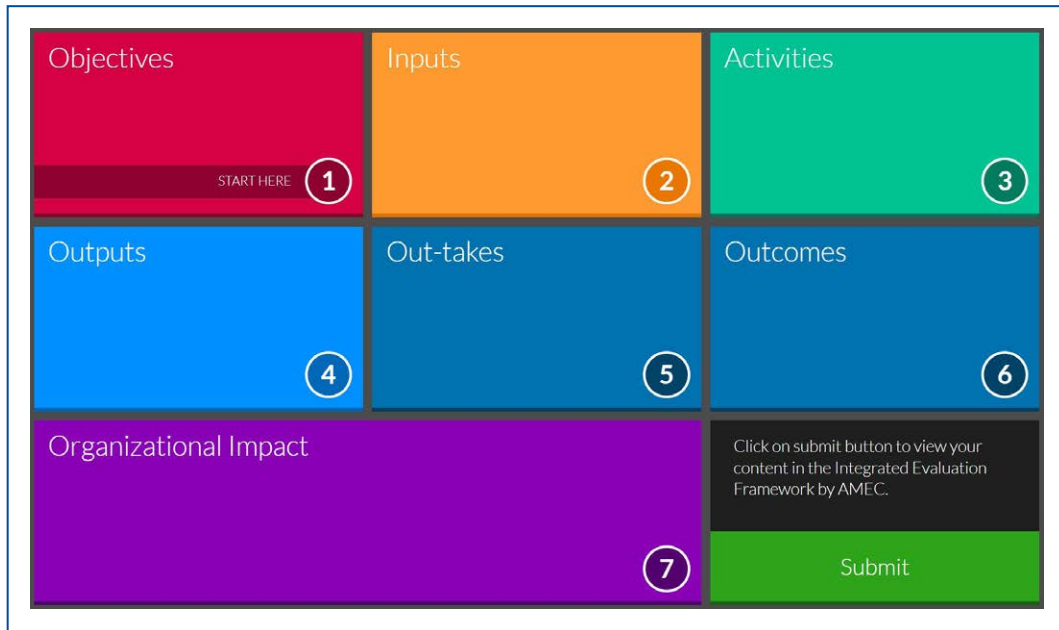 Objectives
START HERE
1
Inputs
2
Activities
3
Outputs
4
Out-takes
5
Outcomes
6
Organizational Impact
7
Click on submit button to view your
content in the Integrated Evaluation
Framework by AMEC.
Submit